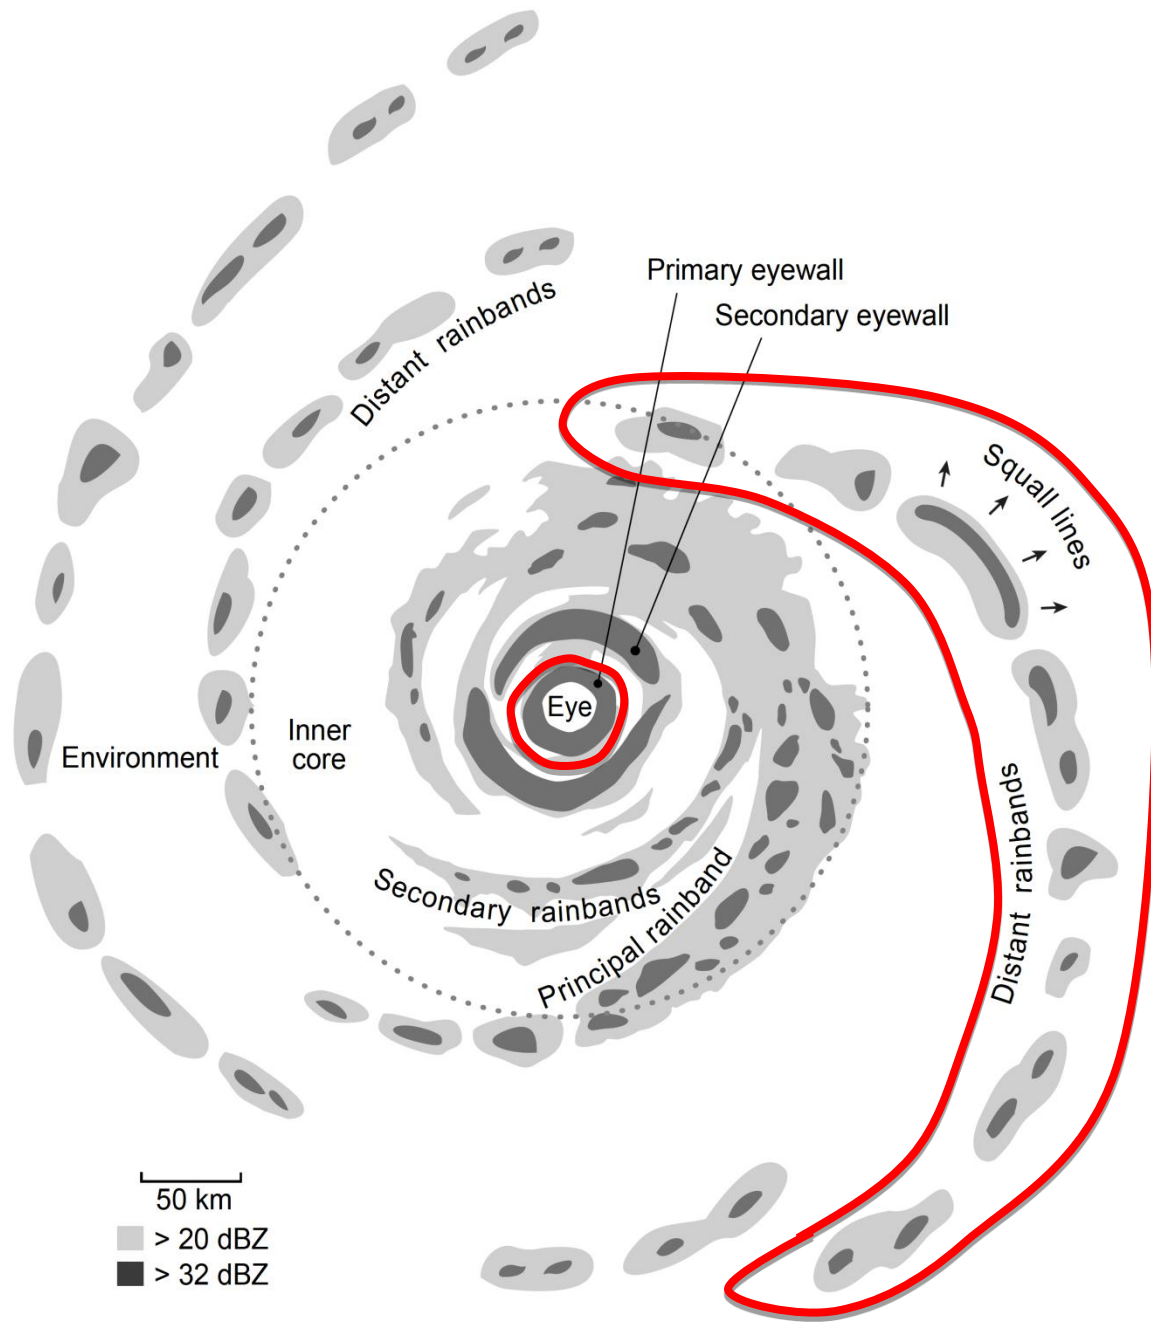 Primary eyewall
Secondary eyewall
Distant rainbands
Squall lines
Eye
Environment
Inner
core
Distant rainbands
Secondary rainbands
Principal rainband
50 km
> 20 dBZ
> 32 dBZ